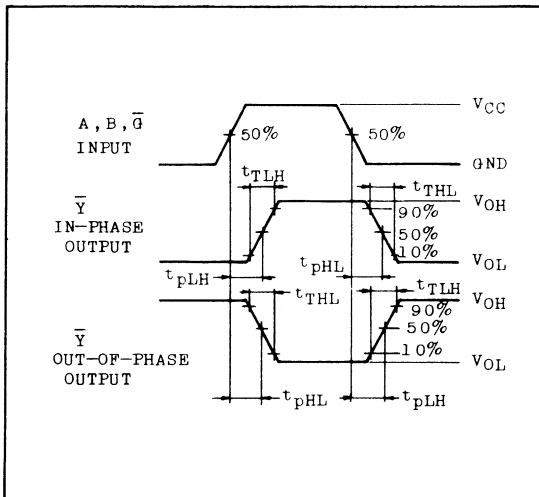 VCC
A, B, G̅
INPUT
50%
50%
GND
tTLH
tTHL
VOH
Y̅
IN-PHASE
OUTPUT
90%
50%
10%
tpLH
tpHL
VOL
tTHL
tTLH
VOH
Y̅
OUT-OF-PHASE
OUTPUT
90%
50%
10%
VOL
tpHL
tpLH